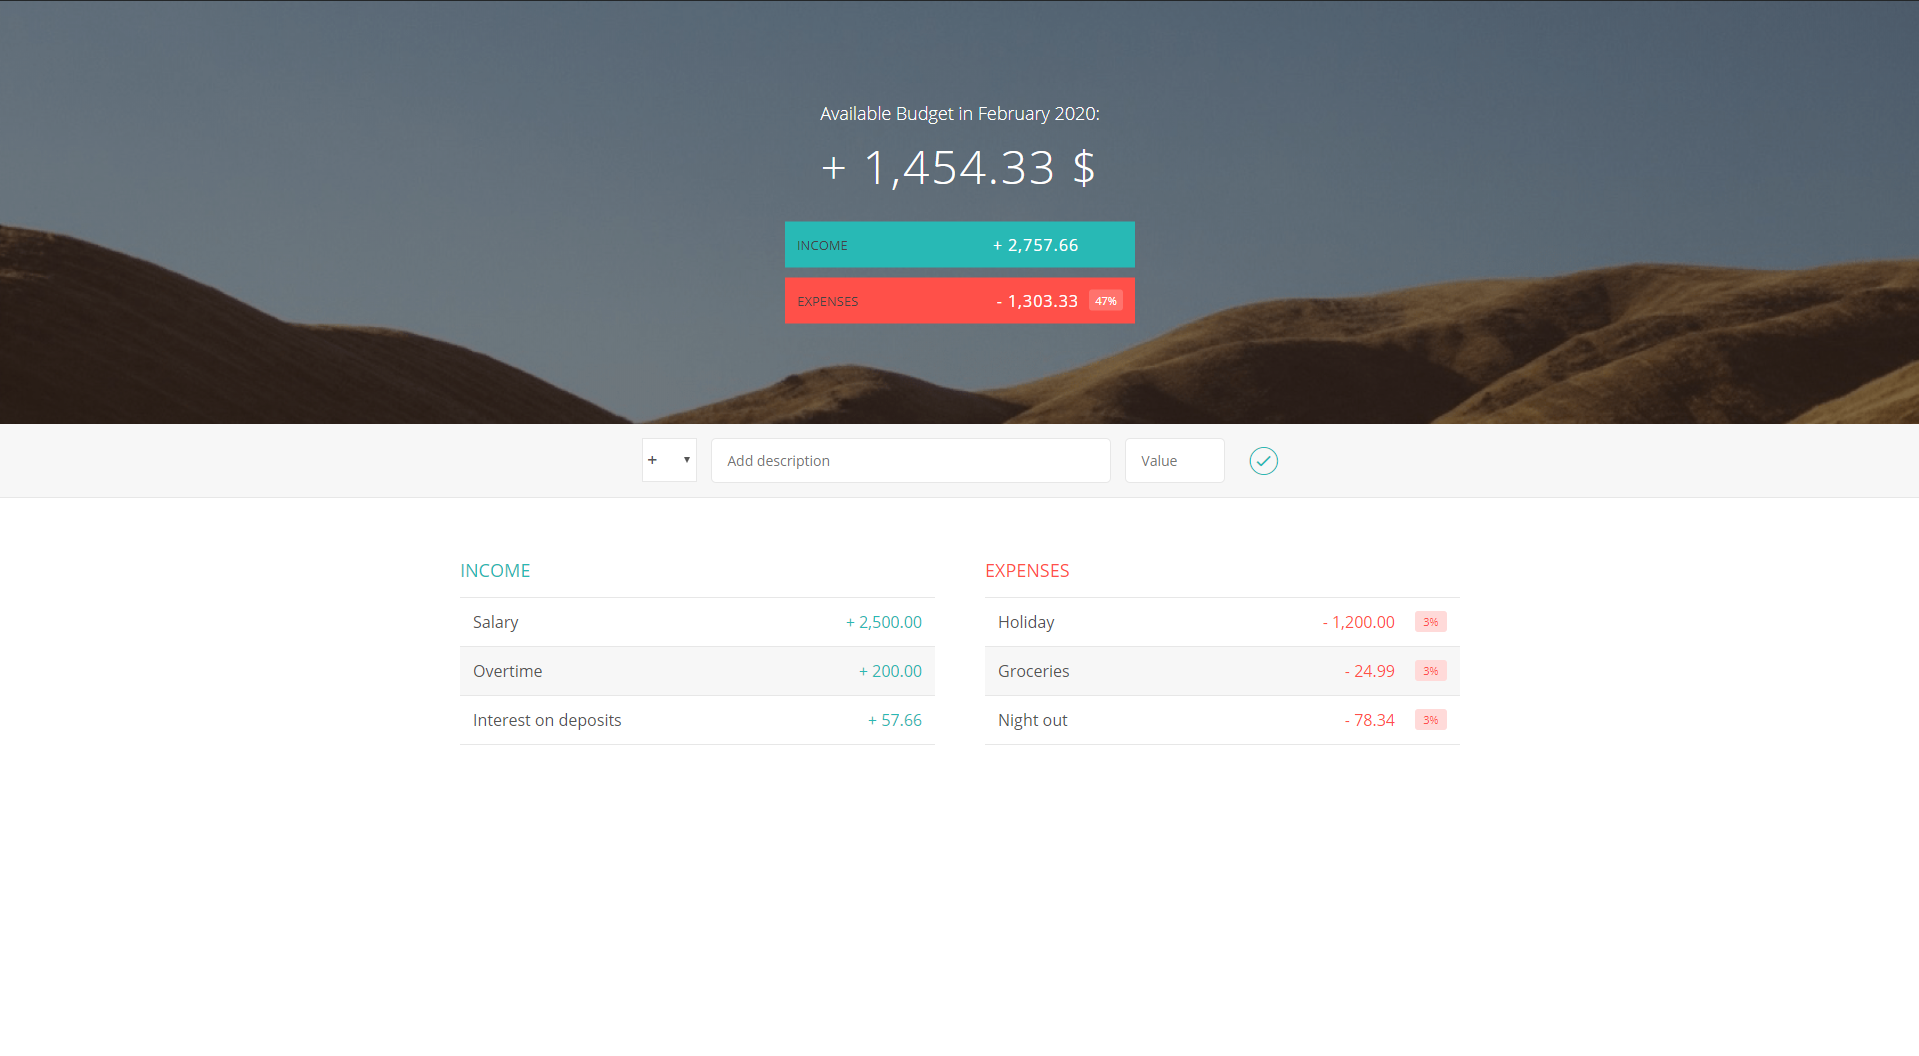 Available Budget in February 2020:
+ 1,454.33 $
INCOME + 2,757.66
EXPENSES - 1,303.33 47%
+ Add description Value
INCOME
Salary + 2,500.00
Overtime + 200.00
Interest on deposits + 57.66
EXPENSES
Holiday - 1,200.00 3%
Groceries - 24.99 3%
Night out - 78.34 3%